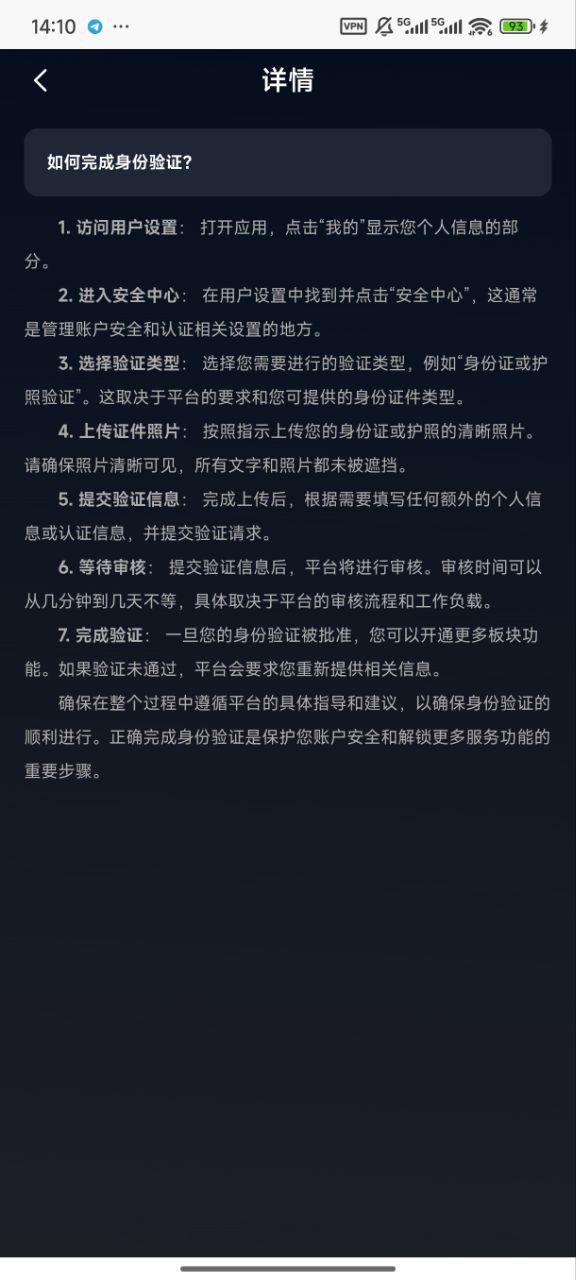 14:10 ··· VPN 5G 5G 6 93
详情
如何完成身份验证?
1. 访问用户设置： 打开应用，点击“我的”显示您个人信息的部
分。
2. 进入安全中心： 在用户设置中找到并点击“安全中心”，这通常
是管理账户安全和认证相关设置的地方。
3. 选择验证类型： 选择您需要进行的验证类型，例如“身份证或护
照验证”。这取决于平台的要求和您可提供的身份证件类型。
4. 上传证件照片： 按照指示上传您的身份证或护照的清晰照片。
请确保照片清晰可见，所有文字和照片都未被遮挡。
5. 提交验证信息： 完成上传后，根据需要填写任何额外的个人信
息或认证信息，并提交验证请求。
6. 等待审核： 提交验证信息后，平台将进行审核。审核时间可以
从几分钟到几天不等，具体取决于平台的审核流程和工作负载。
7. 完成验证： 一旦您的身份验证被批准，您可以开通更多板块功
能。如果验证未通过，平台会要求您重新提供相关信息。
确保在整个过程中遵循平台的具体指导和建议，以确保身份验证的
顺利进行。正确完成身份验证是保护您账户安全和解锁更多服务功能的
重要步骤。